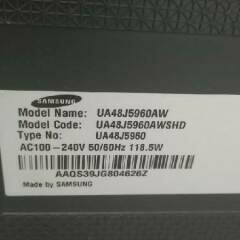 SAMSUNG
Model Name: UA48J5960AW
Model Code: UA48J5960AWSHD
Type No: UA48J5960
AC100-240V 50/60Hz 118.5W
AAQS39JG804626Z
Made by SAMSUNG